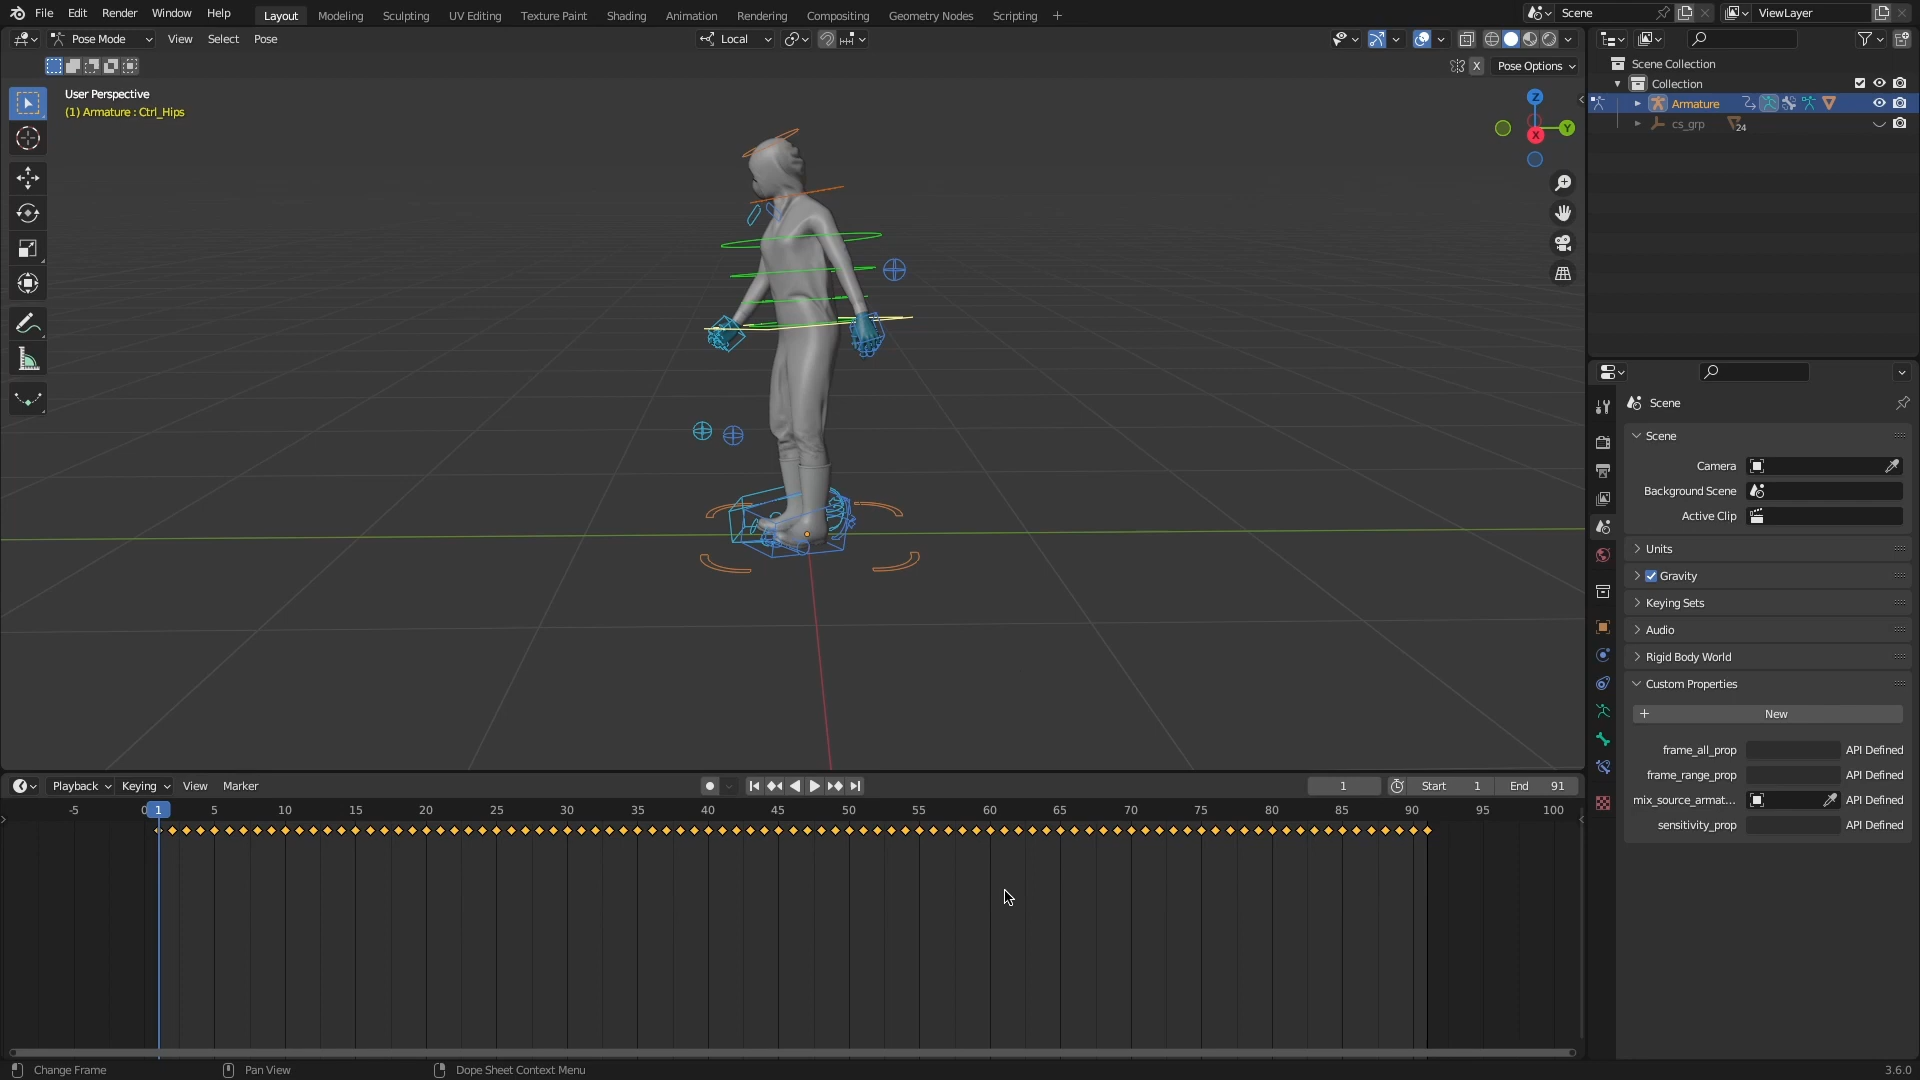 File Edit Render Window Help Layout Modeling Sculpting UV Editing Texture Paint Shading Animation Rendering Compositing Geometry Nodes Scripting + Scene ViewLayer
Pose Mode View Select Pose Local
X Pose Options
User Perspective
(1) Armature : Ctrl_Hips
Z
Y
X
Scene Collection
Collection
Armature
cs_grp 24
Scene
Scene
Camera
Background Scene
Active Clip
Units
Gravity
Keying Sets
Audio
Rigid Body World
Custom Properties
+ New
frame_all_prop API Defined
frame_range_prop API Defined
mix_source_armat... API Defined
sensitivity_prop API Defined
Playback Keying View Marker 1 Start 1 End 91
-5 0 1 5 10 15 20 25 30 35 40 45 50 55 60 65 70 75 80 85 90 95 100
Change Frame Pan View Dope Sheet Context Menu 3.6.0